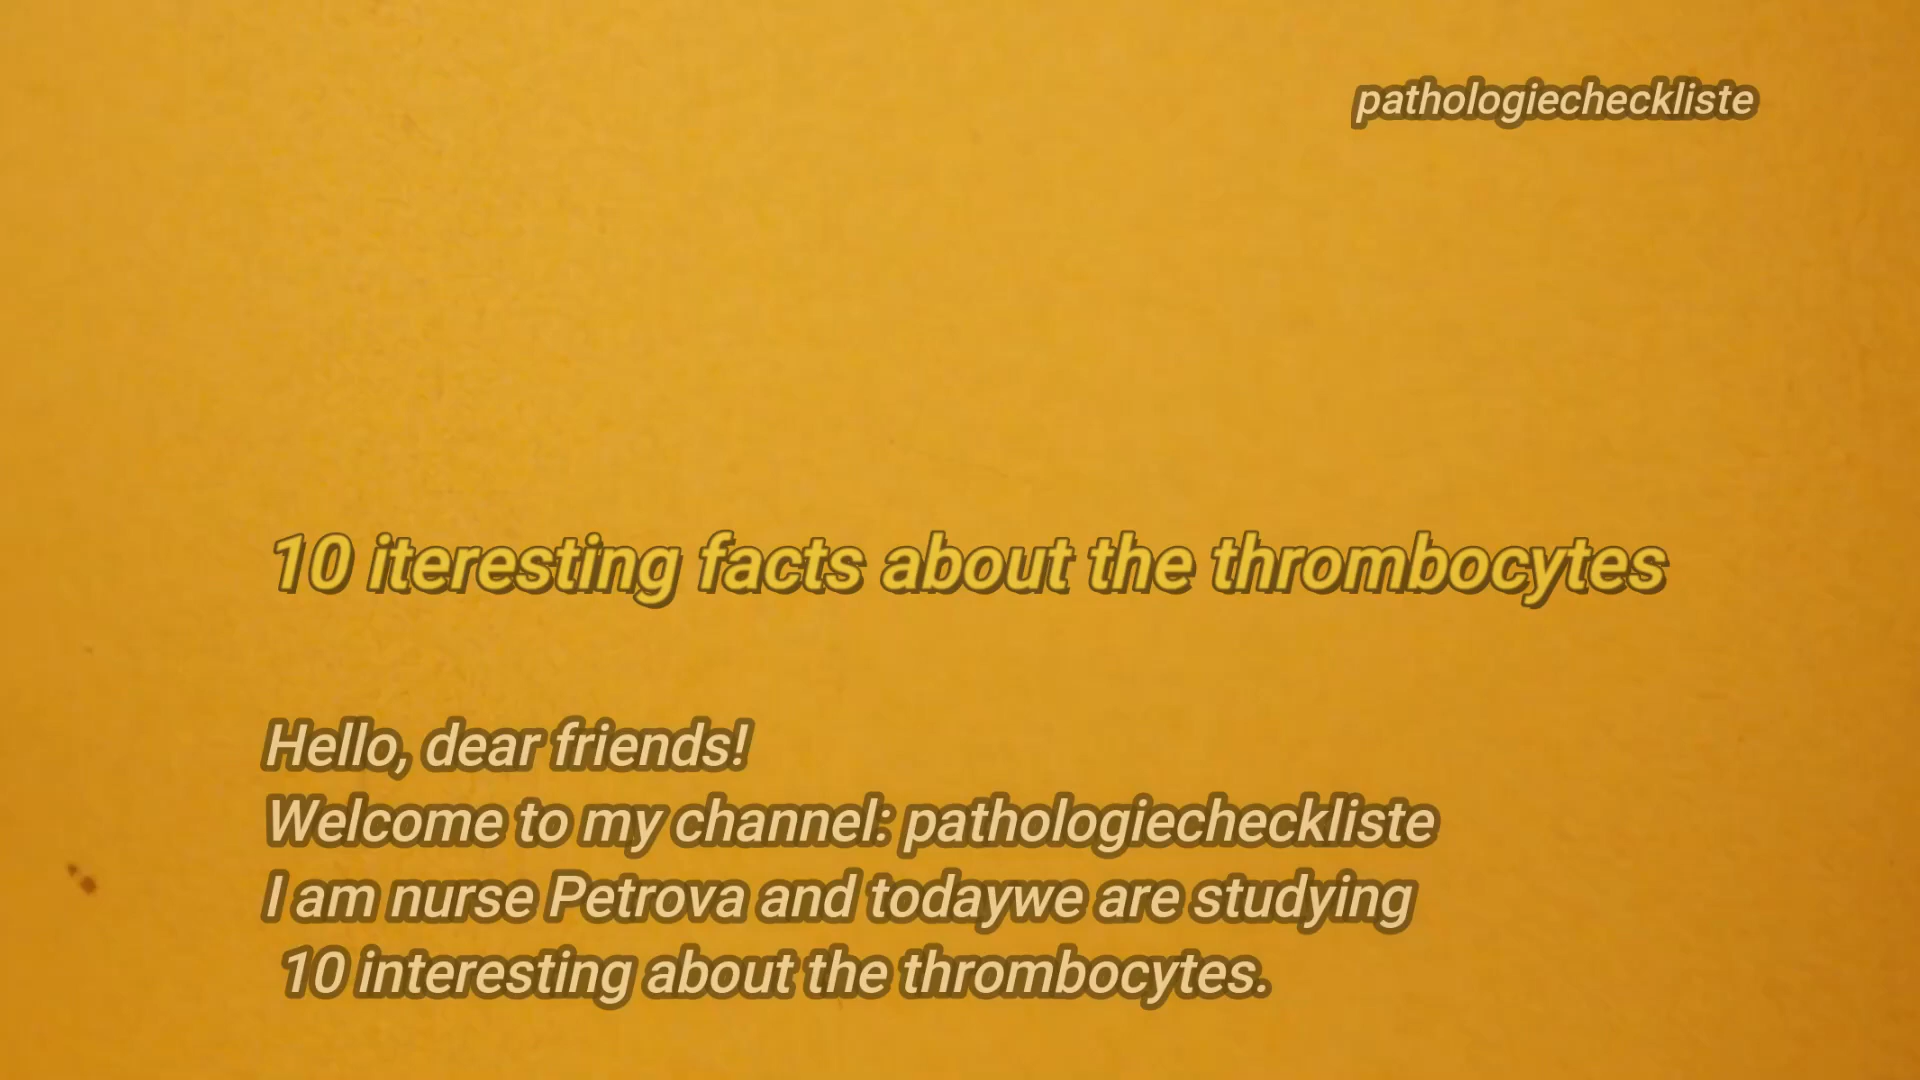 pathologiecheckliste
10 iteresting facts about the thrombocytes
Hello, dear friends!
Welcome to my channel: pathologiecheckliste
I am nurse Petrova and todaywe are studying
10 interesting about the thrombocytes.